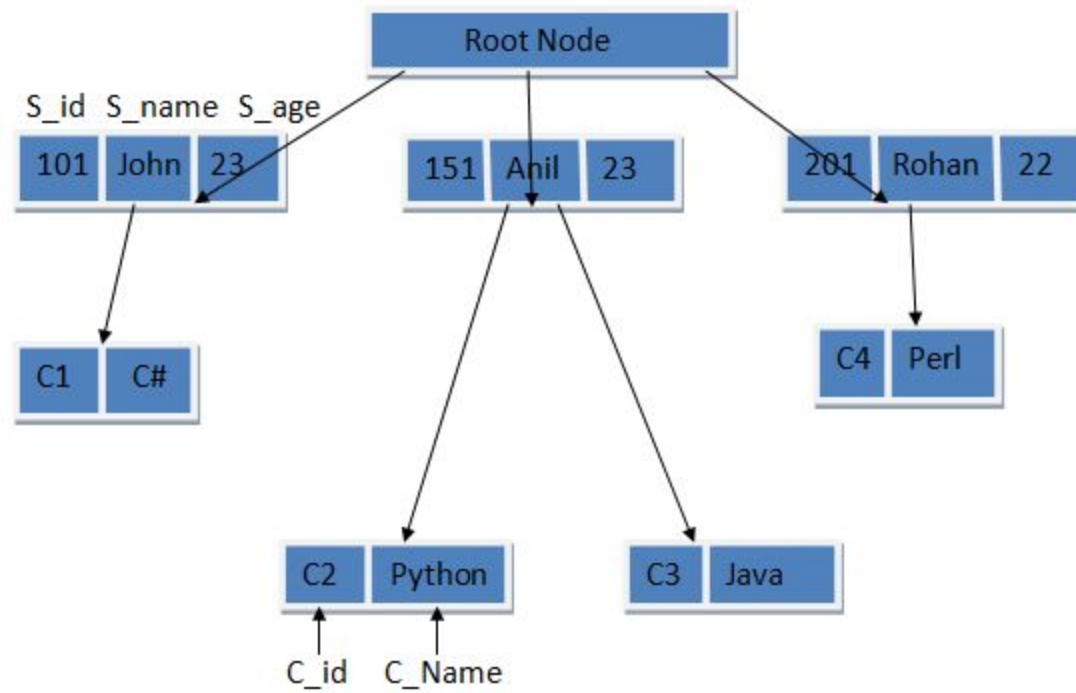 Root Node
S_id S_name S_age
101 John 23
151 Anil 23
201 Rohan 22
C1 C#
C4 Perl
C2 Python
C3 Java
C_id C_Name